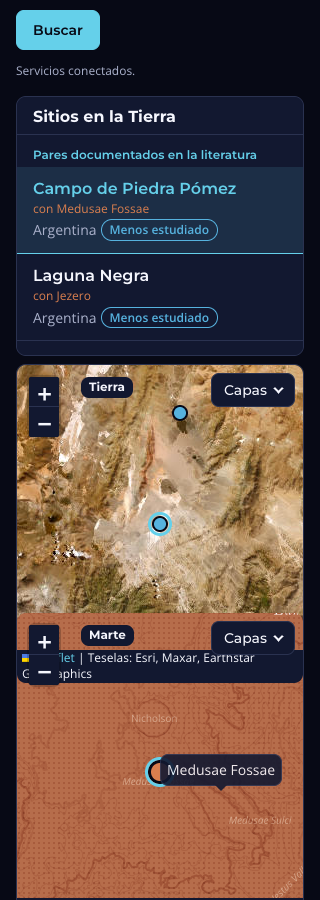 Buscar
Servicios conectados.
Sitios en la Tierra
Pares documentados en la literatura
Campo de Piedra Pómez
con Medusae Fossae
Argentina Menos estudiado
Laguna Negra
con Jezero
Argentina Menos estudiado
+
−
Tierra
Capas
+
−
Marte
Capas
| Teselas: Esri, Maxar, Earthstar
Nicholson
Medusae Fossae
Medusae Sulci